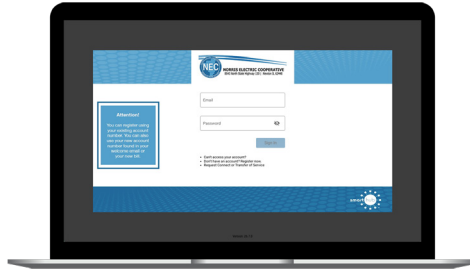 NEC
NORRIS ELECTRIC COOPERATIVE
Email
Password
Sign In
Attention!
You can register using
your existing account
number. You can also
use your new account
number found in your
welcome email or
your new bill.
Can't access your account?
Don't have an account? Register now.
Request Connect or Transfer of Service
smarthub